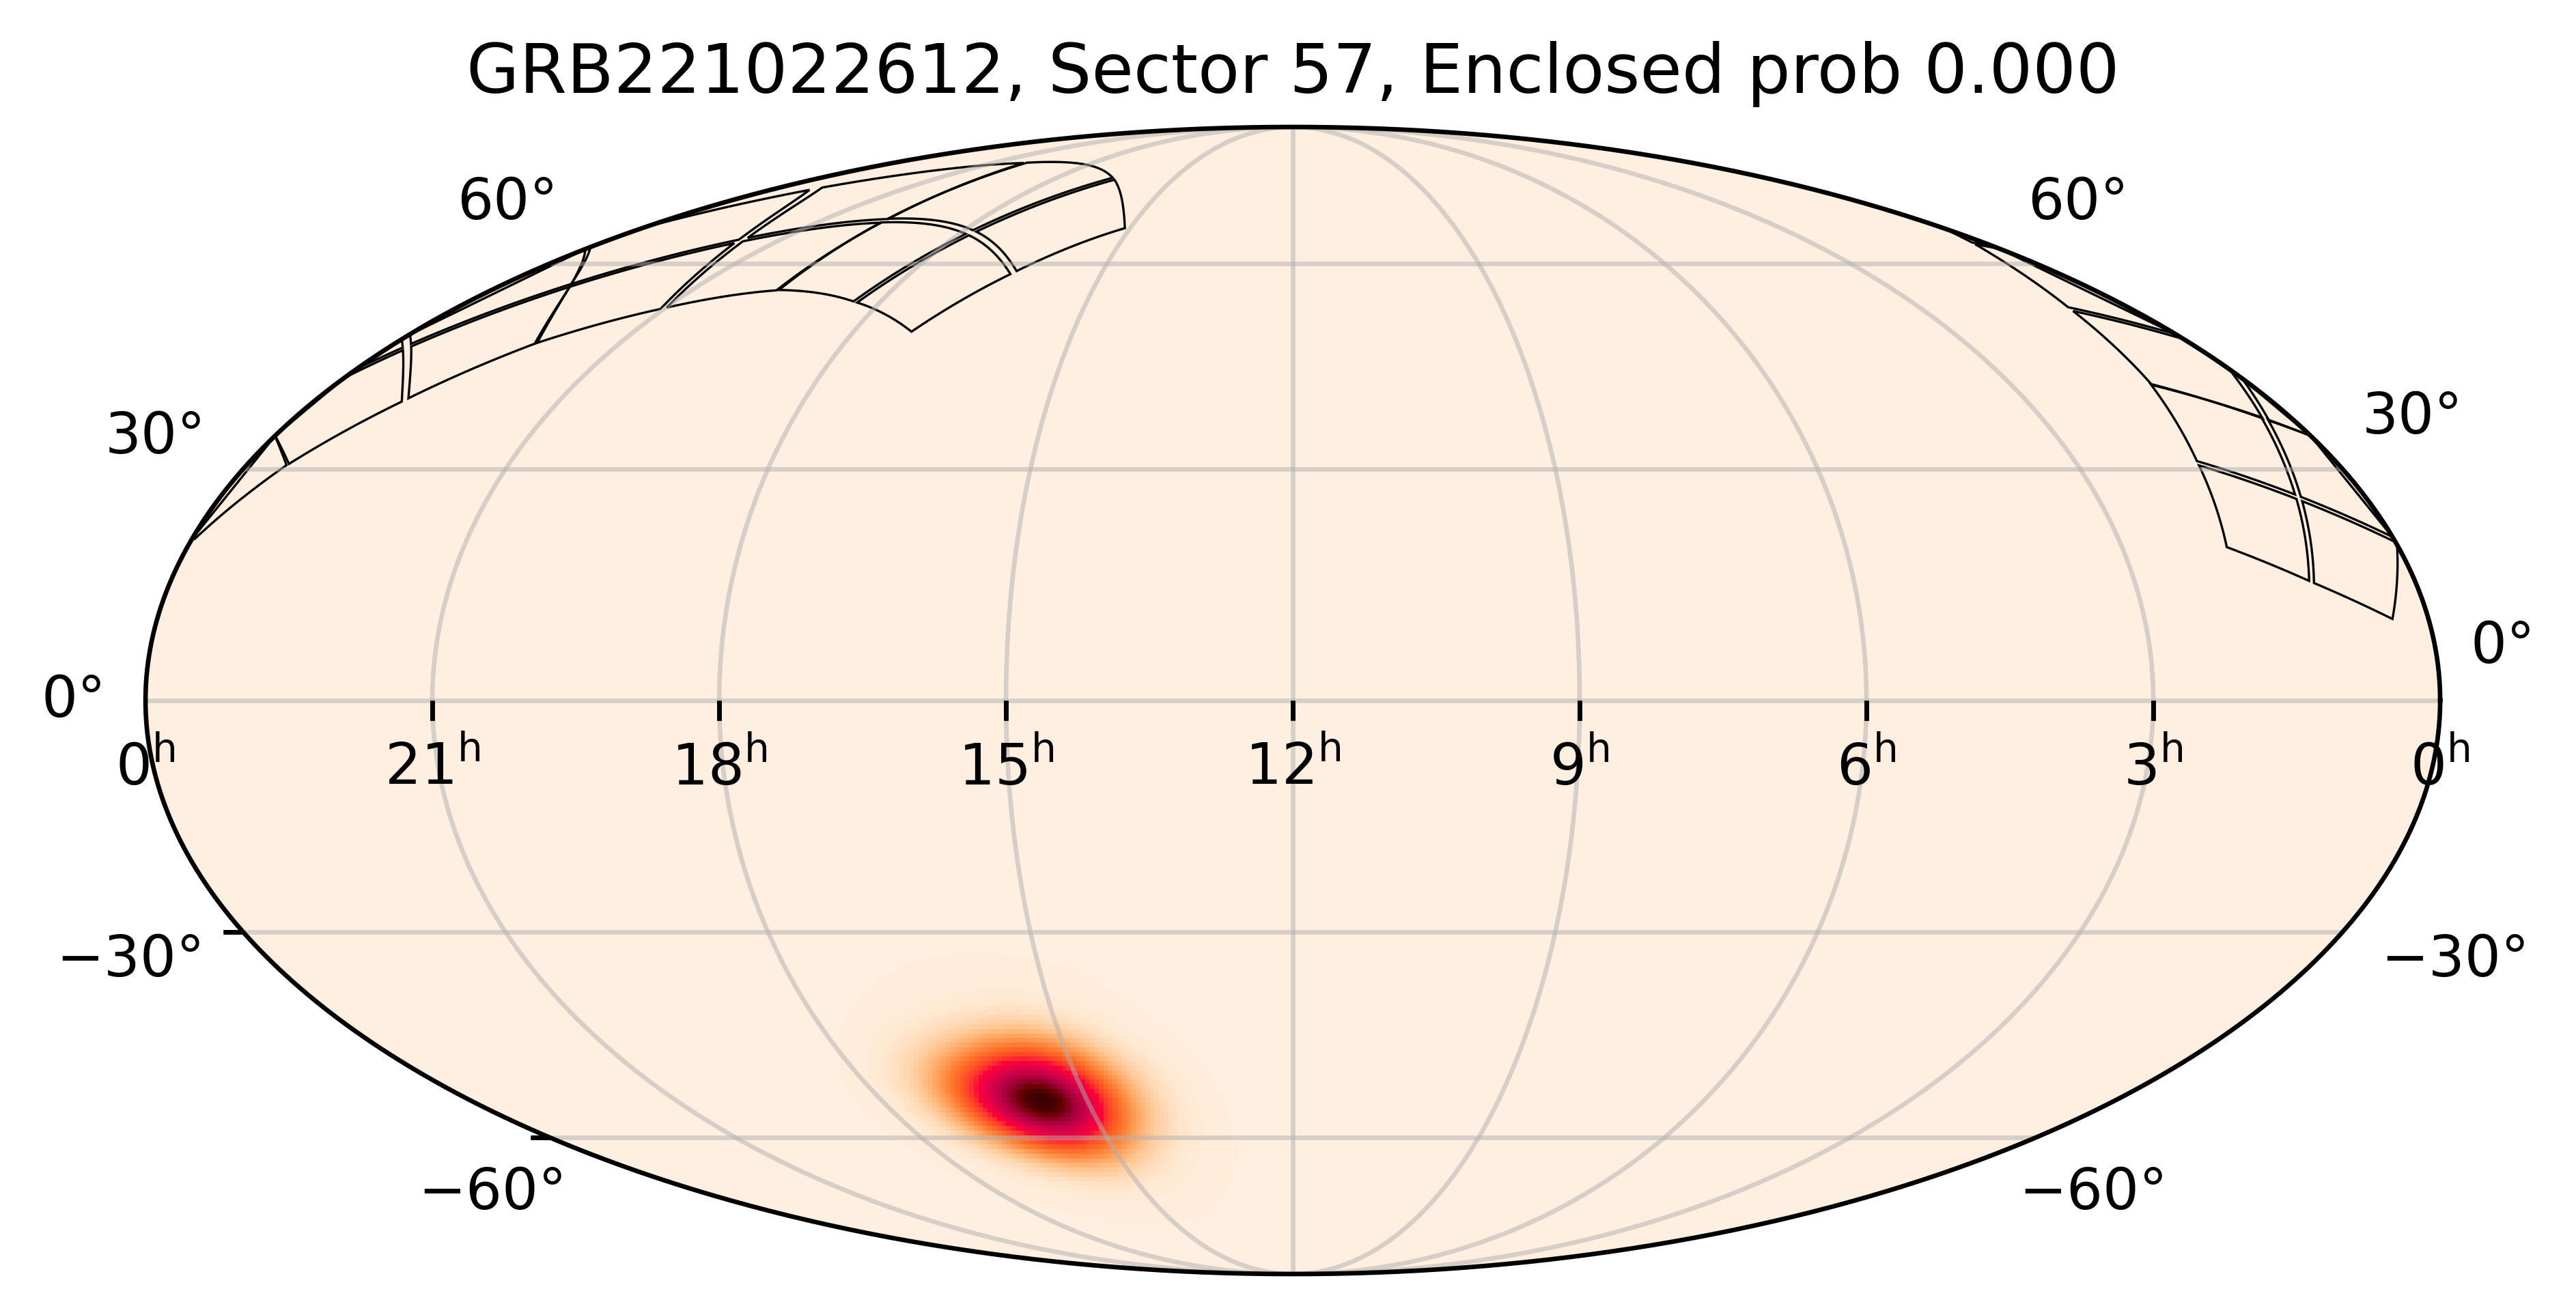 GRB221022612, Sector 57, Enclosed prob 0.000
60° 60°
30° 30°
0° 0°
0ʰ 21ʰ 18ʰ 15ʰ 12ʰ 9ʰ 6ʰ 3ʰ 0ʰ
−30° −30°
−60° −60°